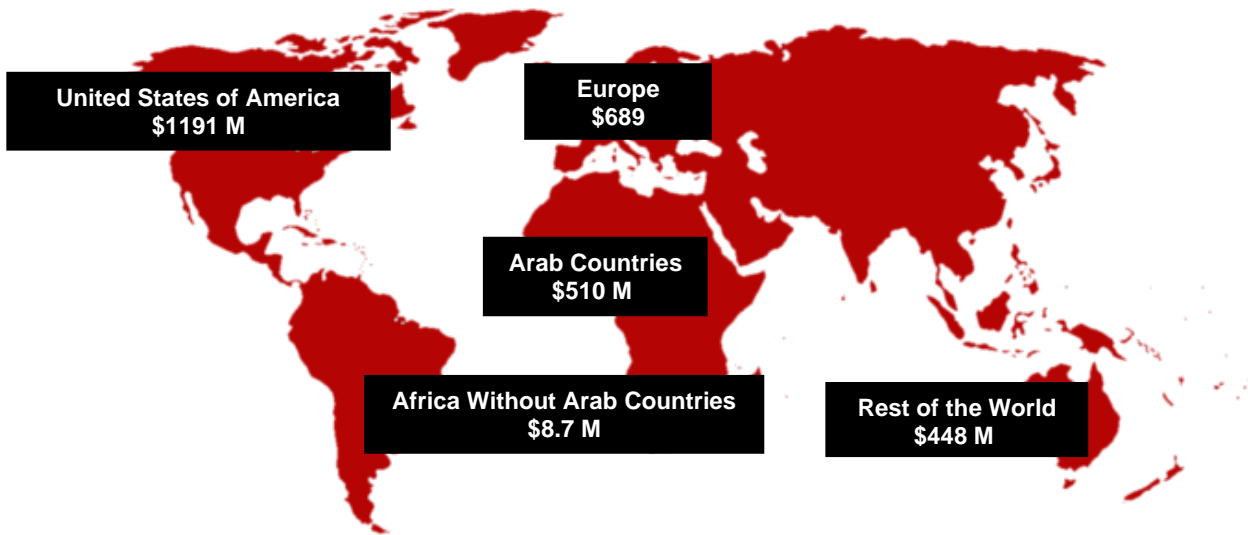 United States of America
$1191 M
Europe
$689
Arab Countries
$510 M
Africa Without Arab Countries
$8.7 M
Rest of the World
$448 M